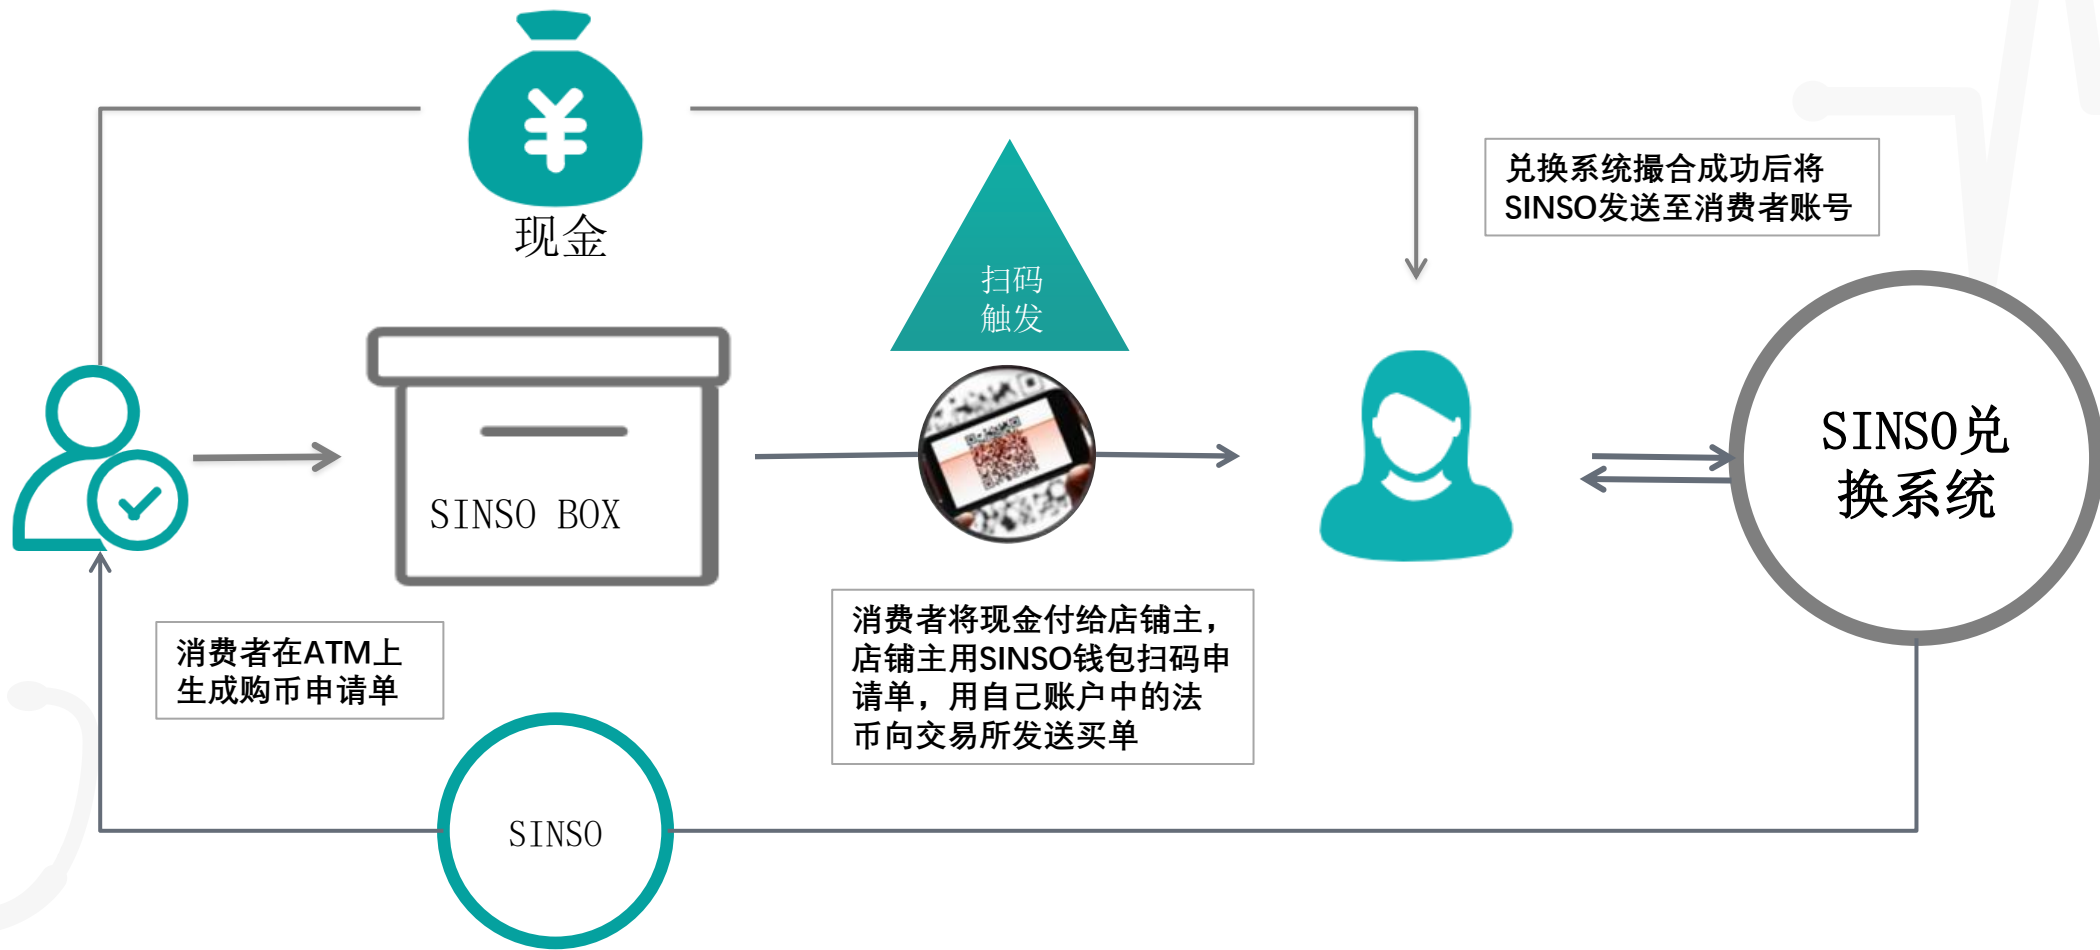 现金
扫码
触发
兑换系统撮合成功后将
SINSO发送至消费者账号
SINSO兑
换系统
SINSO BOX
消费者在ATM上
生成购币申请单
消费者将现金付给店铺主，
店铺主用SINSO钱包扫码申
请单，用自己账户中的法
币向交易所发送买单
SINSO